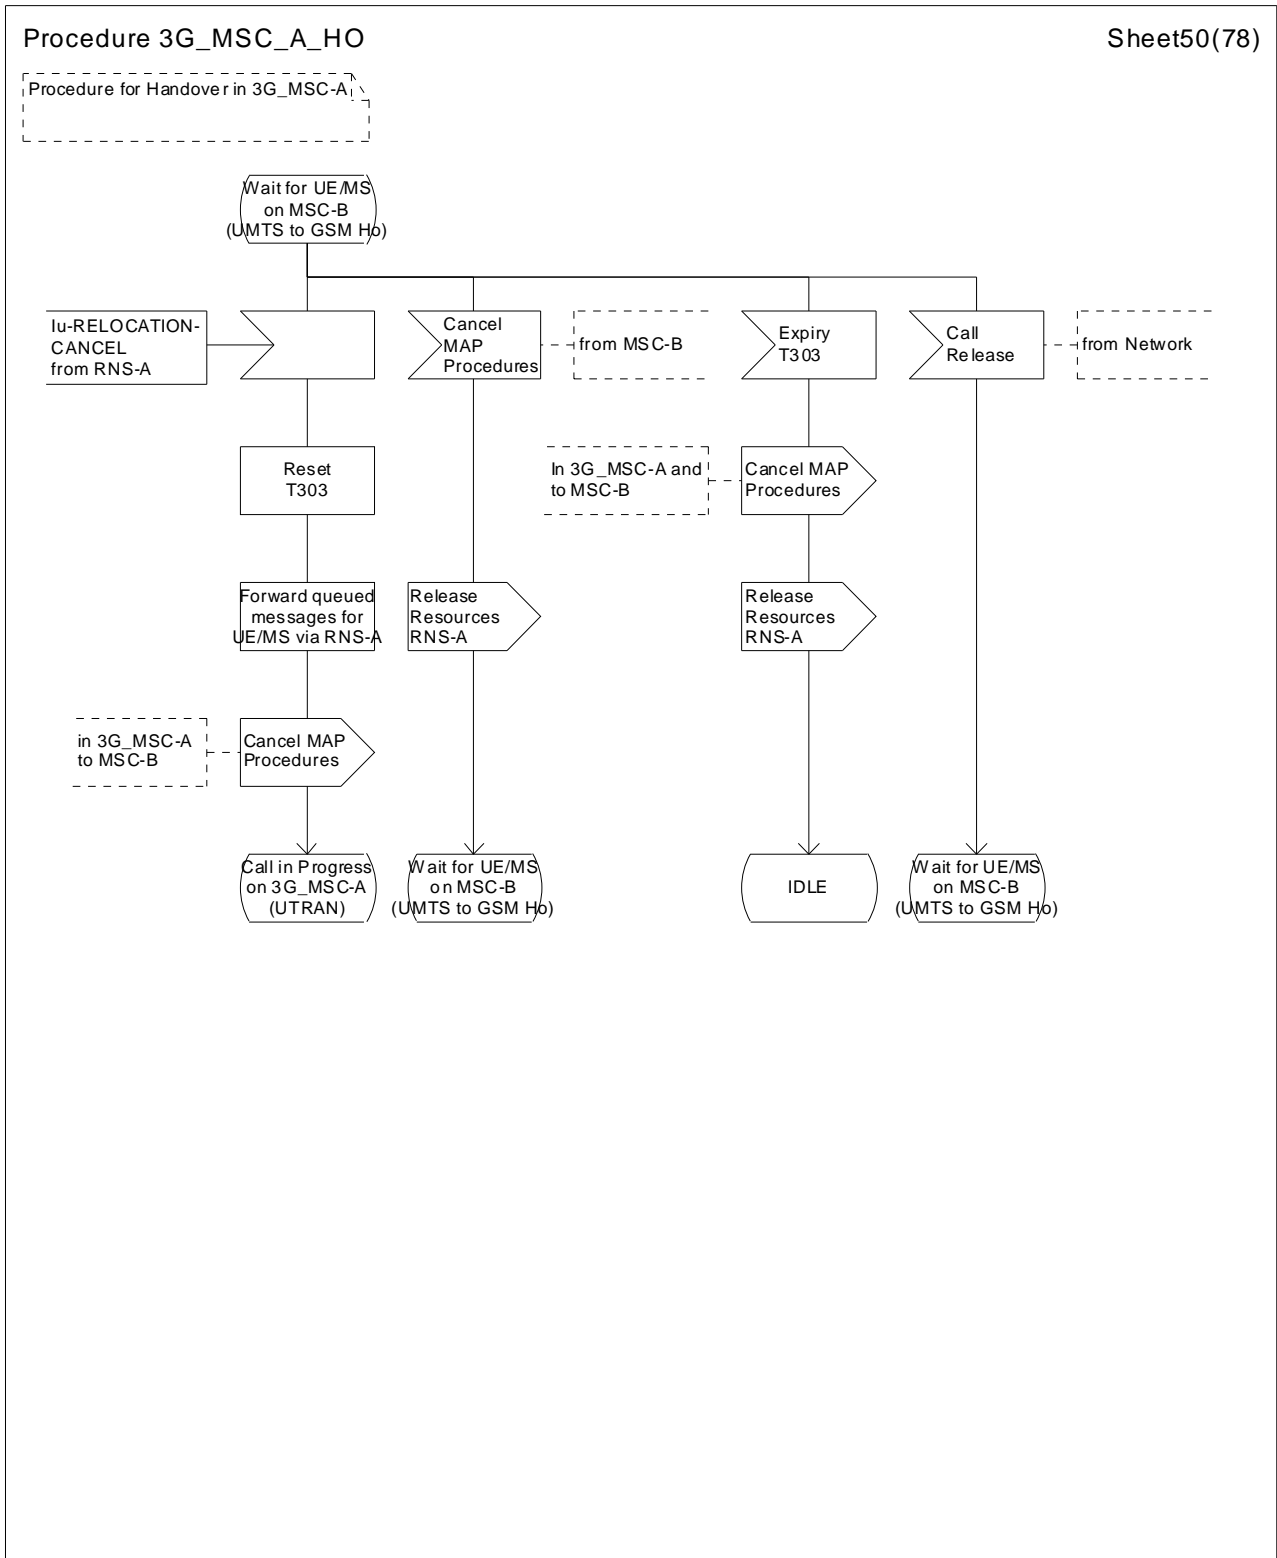 Procedure 3G_MSC_A_HO
Sheet50(78)
Procedure for Handover in 3G_MSC-A
Wait for UE/MS
on MSC-B
(UMTS to GSM Ho)
Iu-RELOCATION-
CANCEL
from RNS-A
Cancel
MAP
Procedures
from MSC-B
Expiry
T303
Call
Release
from Network
Reset
T303
In 3G_MSC-A and
to MSC-B
Cancel MAP
Procedures
Forward queued
messages for
UE/MS via RNS-A
Release
Resources
RNS-A
Release
Resources
RNS-A
in 3G_MSC-A
to MSC-B
Cancel MAP
Procedures
Call in Progress
on 3G_MSC-A
(UTRAN)
Wait for UE/MS
on MSC-B
(UMTS to GSM Ho)
IDLE
Wait for UE/MS
on MSC-B
(UMTS to GSM Ho)